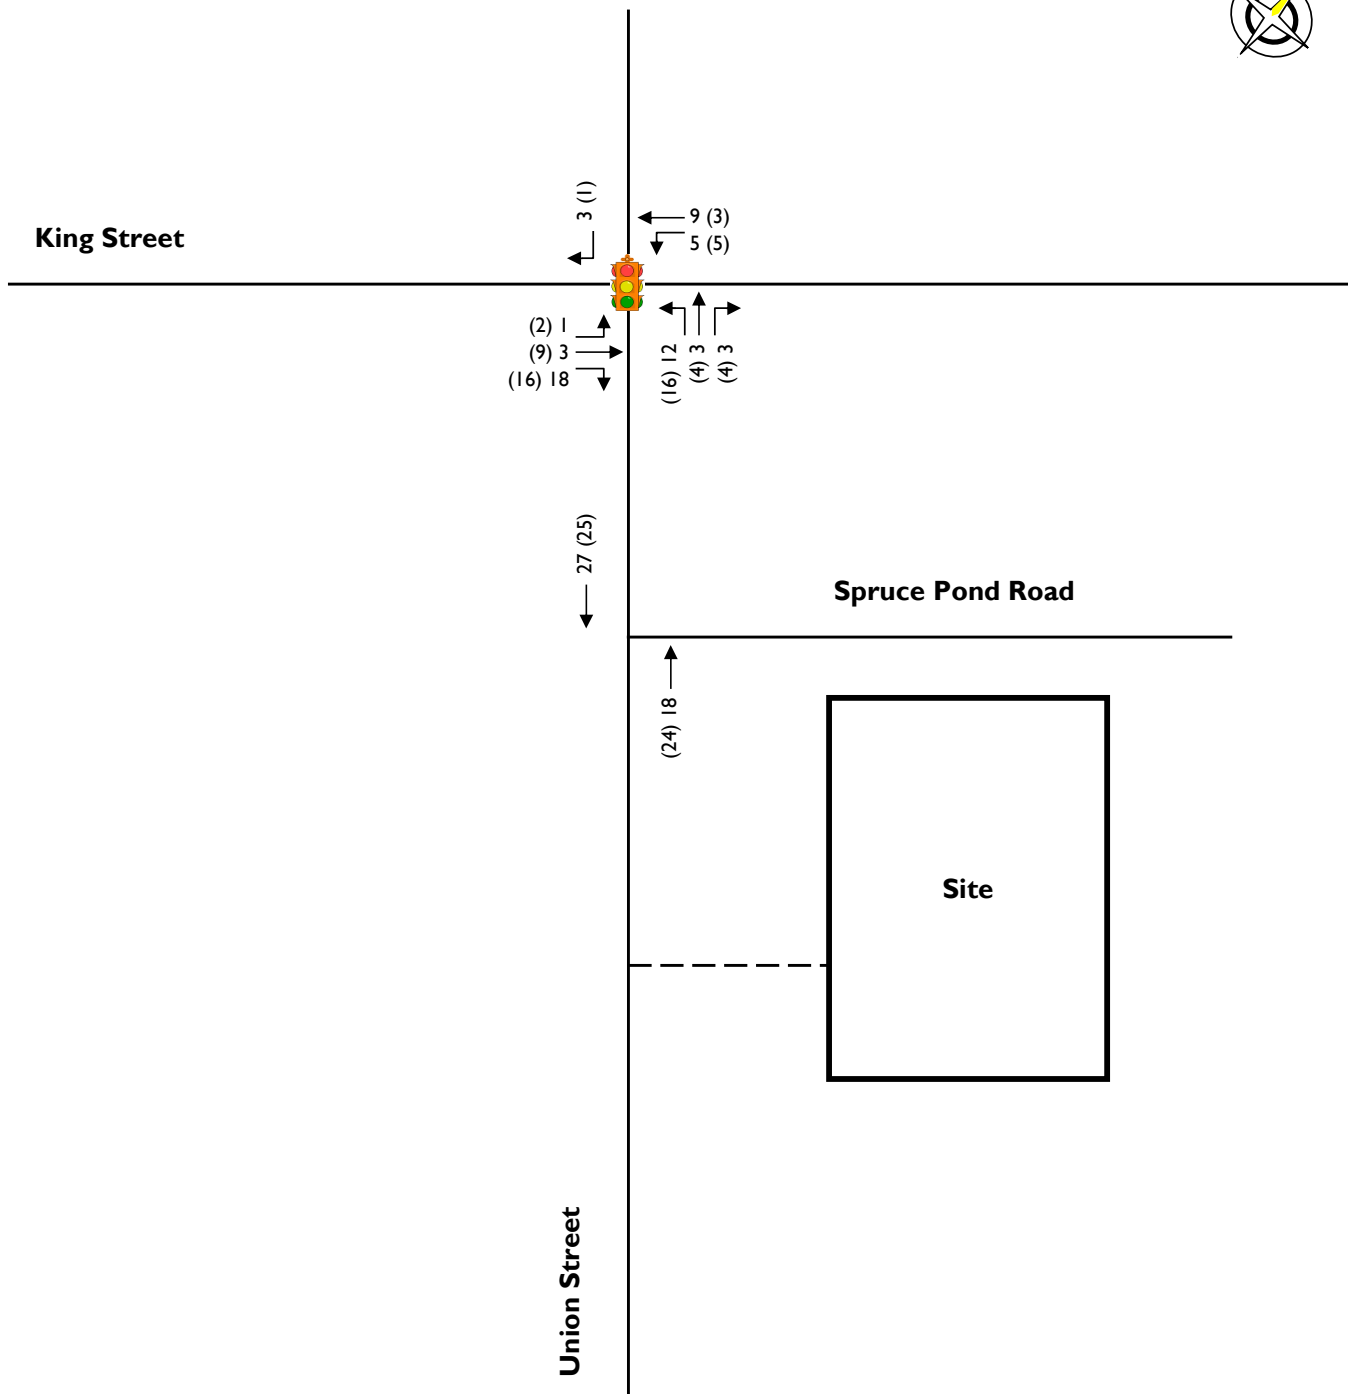 3 (1)
9 (3)
5 (5)
King Street
(2) 1
(9) 3
(16) 18
(16) 12
(4) 3
(4) 3
27 (25)
Spruce Pond Road
(24) 18
Site
Union Street